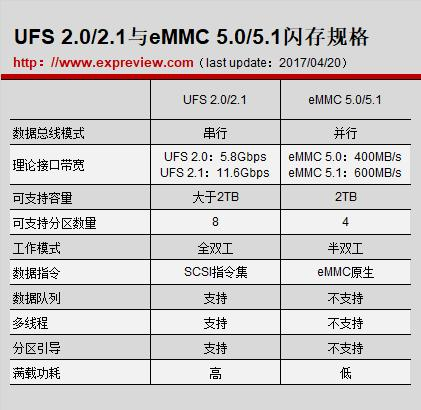 UFS 2.0/2.1与eMMC 5.0/5.1闪存规格
http：//www.expreview.com（last update：2017/04/20）
UFS 2.0/2.1 eMMC 5.0/5.1
数据总线模式 串行 并行
理论接口带宽 UFS 2.0：5.8Gbps eMMC 5.0：400MB/s
UFS 2.1：11.6Gbps eMMC 5.1：600MB/s
可支持容量 大于2TB 2TB
可支持分区数量 8 4
工作模式 全双工 半双工
数据指令 SCSI指令集 eMMC原生
数据队列 支持 不支持
多线程 支持 不支持
分区引导 支持 不支持
满载功耗 高 低